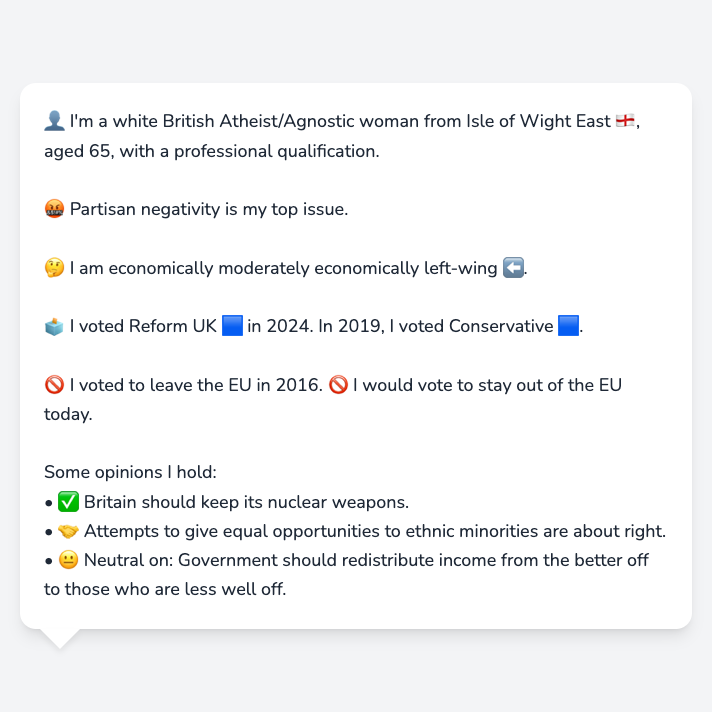 👤 I'm a white British Atheist/Agnostic woman from Isle of Wight East 🏴󠁧󠁢󠁥󠁮󠁧󠁿,
aged 65, with a professional qualification.
🤬 Partisan negativity is my top issue.
🤔 I am economically moderately economically left-wing ⬅️.
🗳️ I voted Reform UK 🟦 in 2024. In 2019, I voted Conservative 🟦.
🚫 I voted to leave the EU in 2016. 🚫 I would vote to stay out of the EU
today.
Some opinions I hold:
• ✅ Britain should keep its nuclear weapons.
• 🤝 Attempts to give equal opportunities to ethnic minorities are about right.
• 😐 Neutral on: Government should redistribute income from the better off
to those who are less well off.